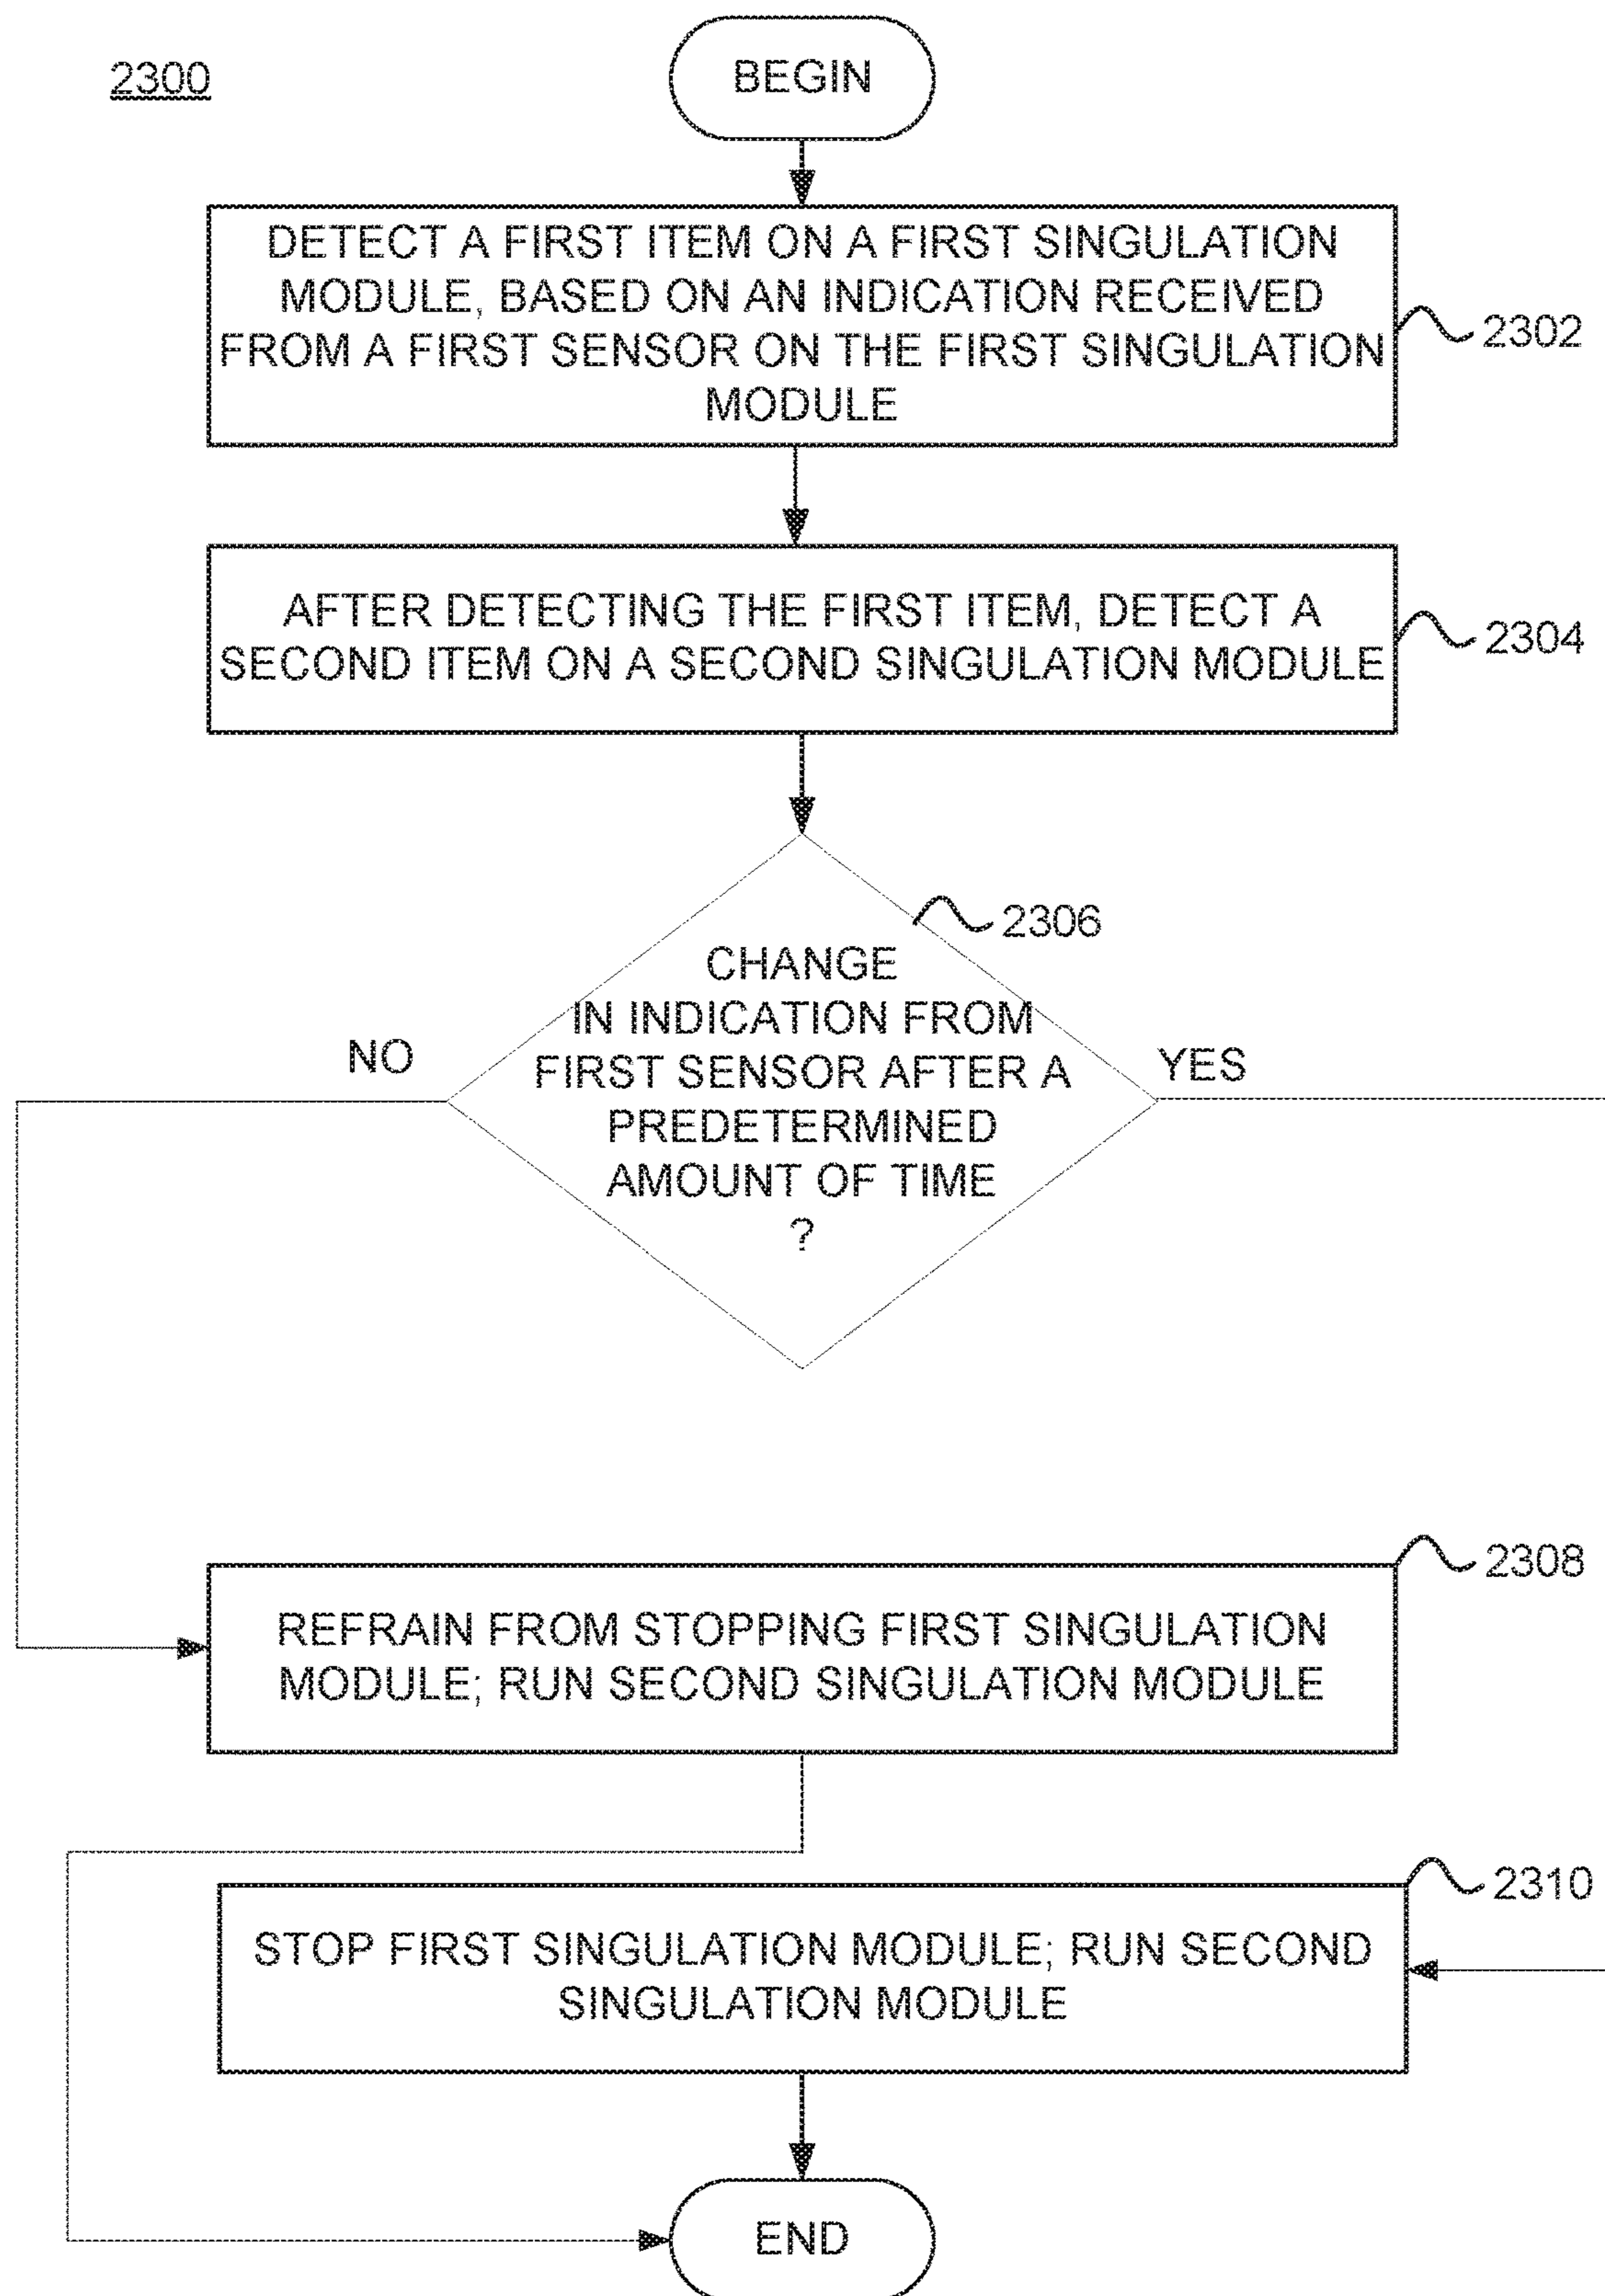 2300
BEGIN
DETECT A FIRST ITEM ON A FIRST SINGULATION
MODULE, BASED ON AN INDICATION RECEIVED
FROM A FIRST SENSOR ON THE FIRST SINGULATION
MODULE
2302
AFTER DETECTING THE FIRST ITEM, DETECT A
SECOND ITEM ON A SECOND SINGULATION MODULE
2304
2306
CHANGE
IN INDICATION FROM
FIRST SENSOR AFTER A
PREDETERMINED
AMOUNT OF TIME
?
NO
YES
2308
REFRAIN FROM STOPPING FIRST SINGULATION
MODULE; RUN SECOND SINGULATION MODULE
2310
STOP FIRST SINGULATION MODULE; RUN SECOND
SINGULATION MODULE
END